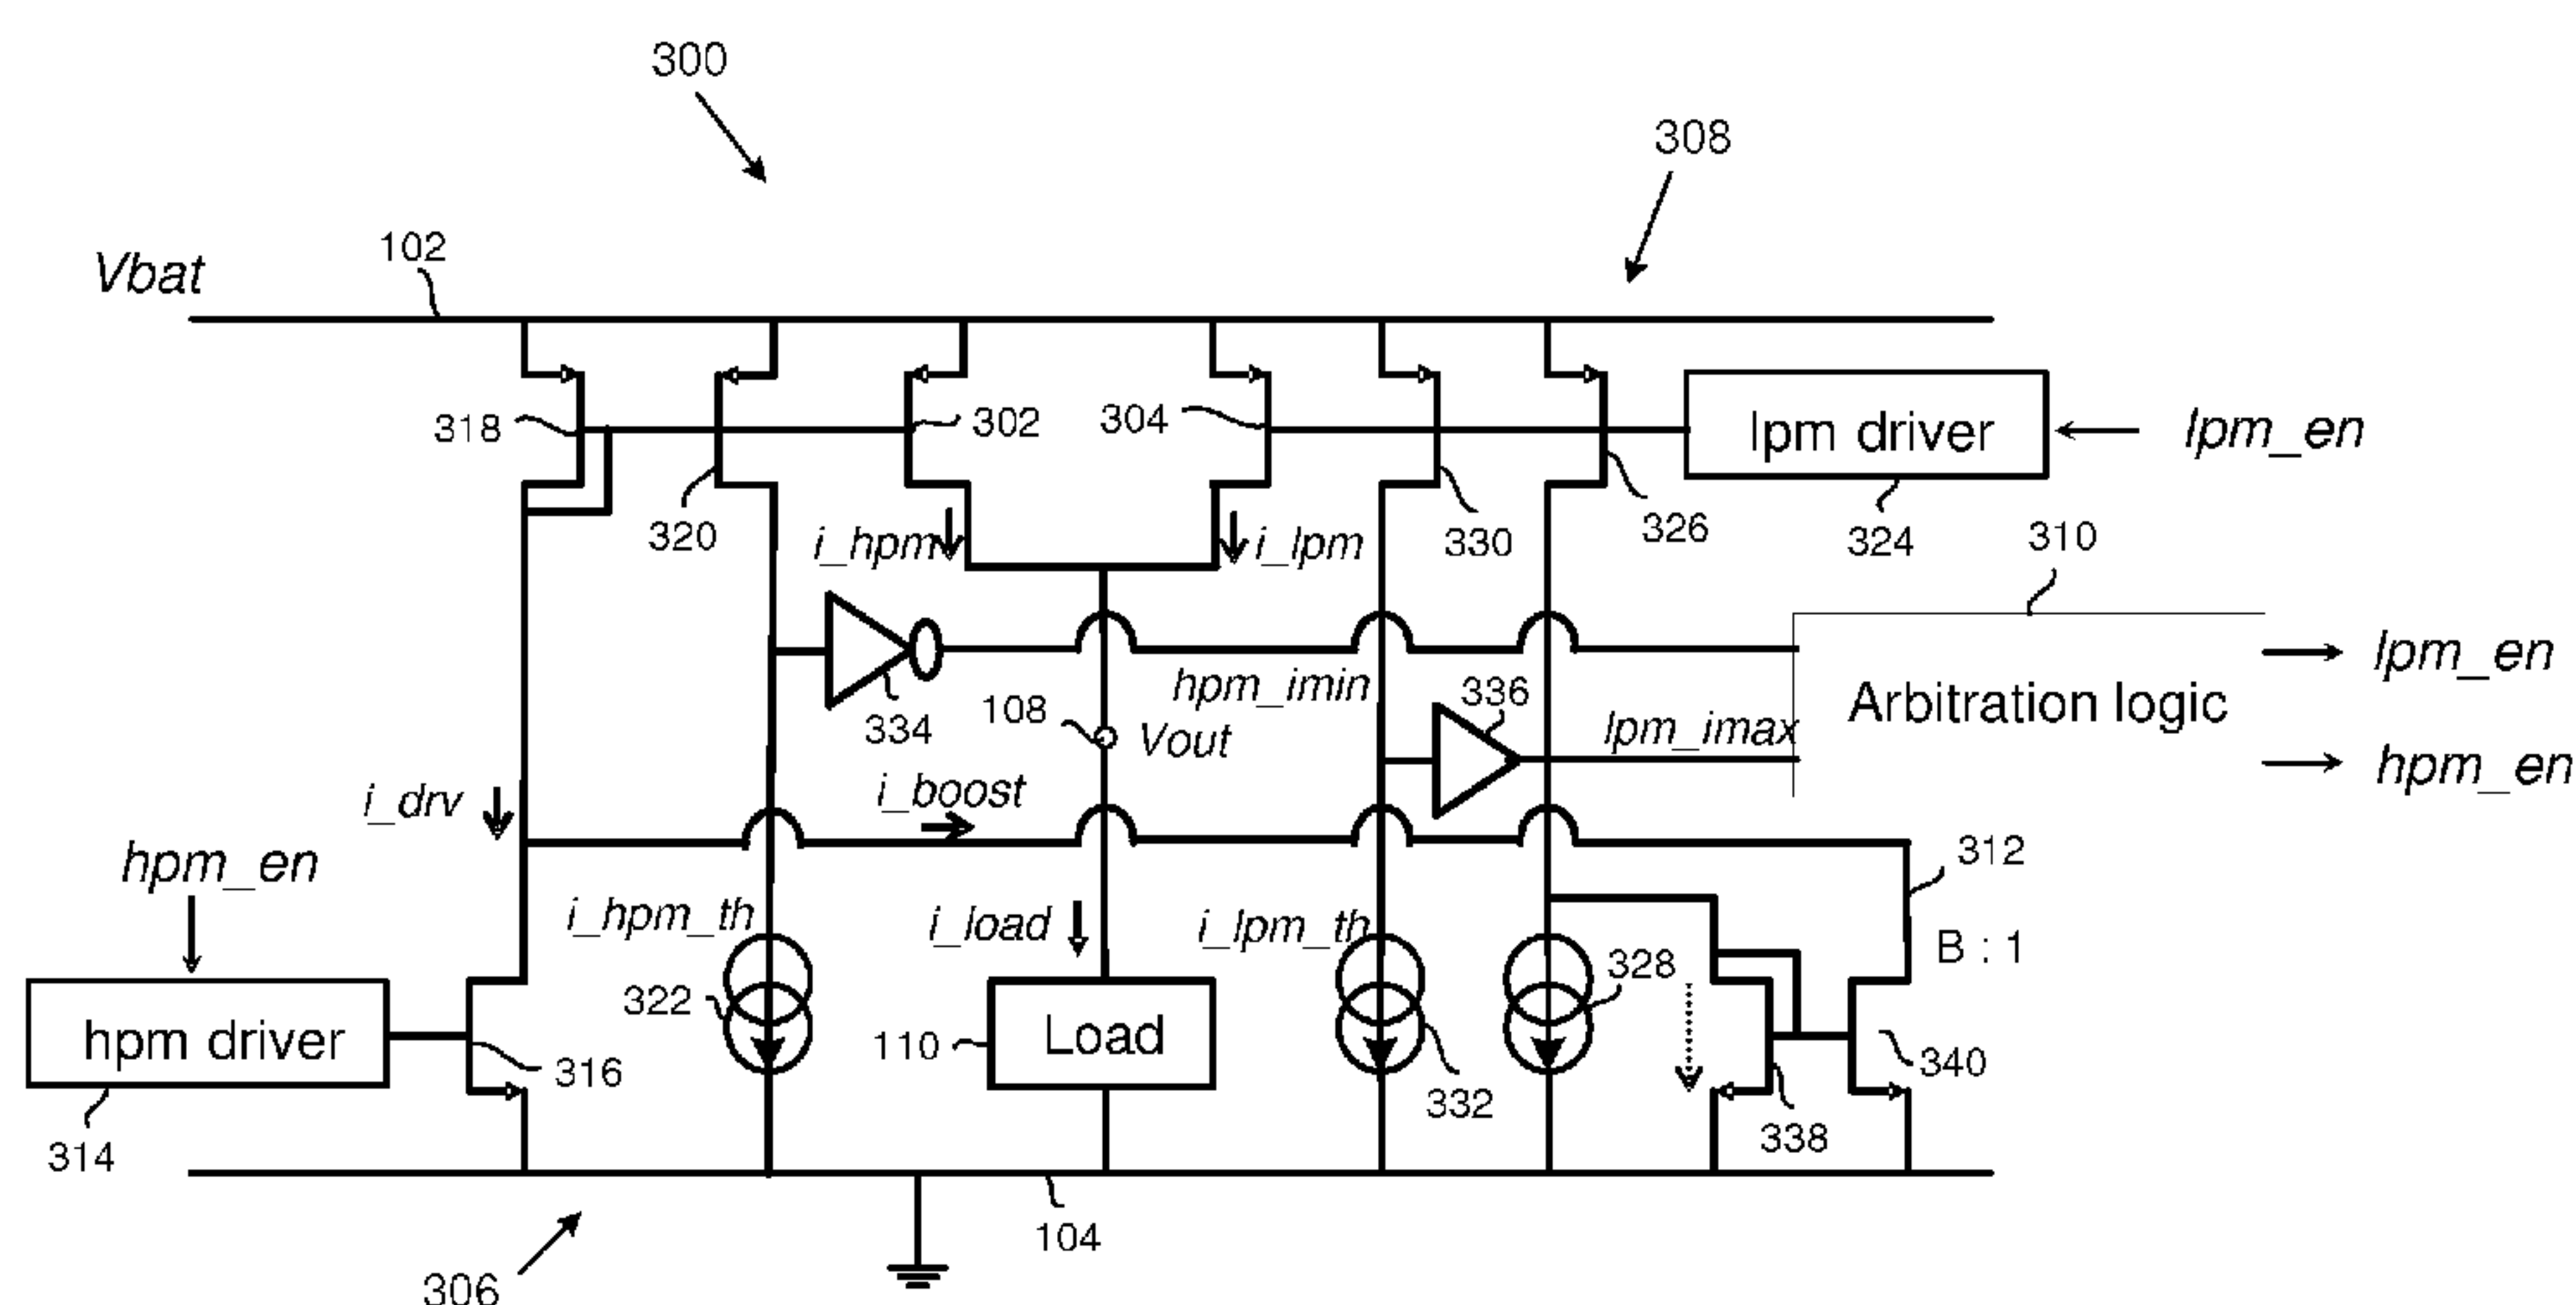 300
308
102
Vbat
318
302
304
lpm driver
lpm_en
320
i_hpm
i_lpm
330
326
324
310
lpm_en
hpm_imin
336
Arbitration logic
334
108
Vout
lpm_imax
hpm_en
i_drv
i_boost
hpm_en
312
i_hpm_th
i_load
i_lpm_th
B : 1
328
322
hpm driver
316
110
Load
332
340
338
314
104
306